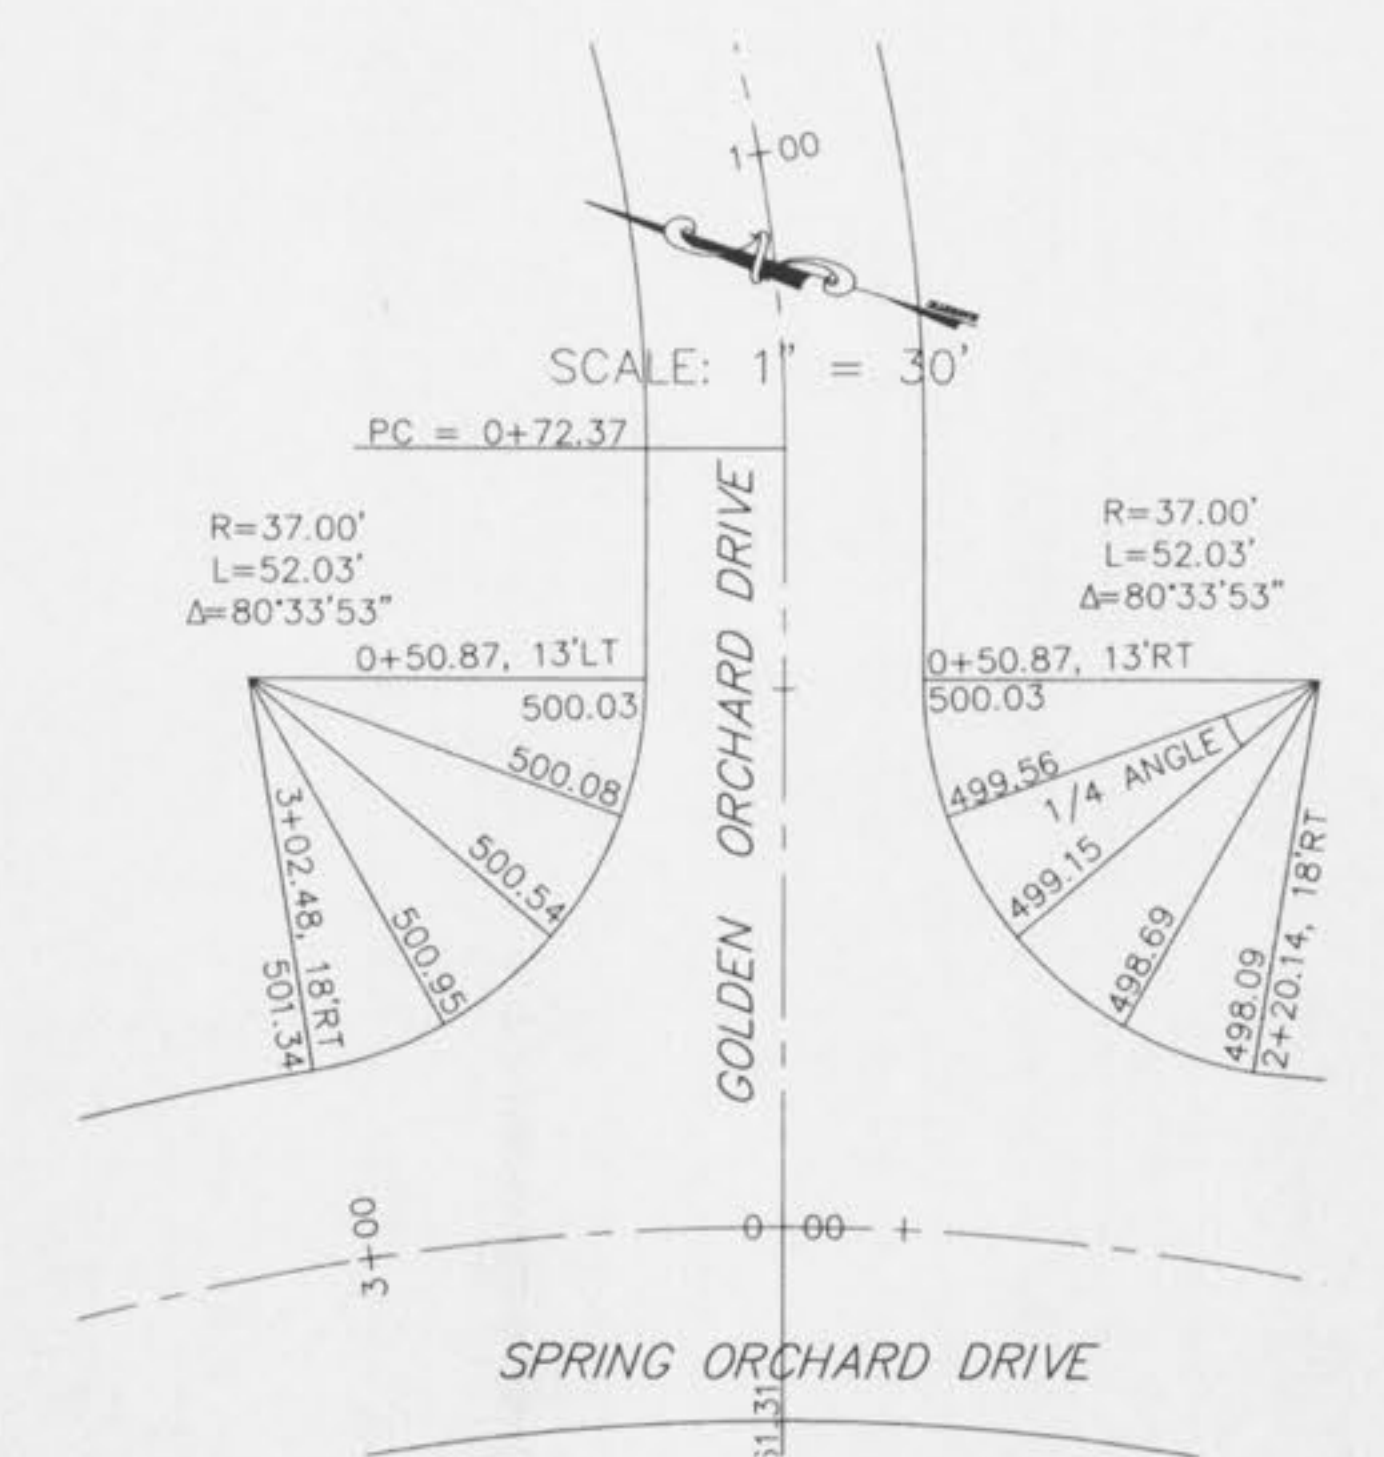 1+00
SCALE: 1" = 30'
PC = 0+72.37
R=37.00'
L=52.03'
Δ=80°33'53"
R=37.00'
L=52.03'
Δ=80°33'53"
0+50.87, 13'LT
500.03
500.08
500.54
500.95
3+02.48, 18'RT
501.34
GOLDEN ORCHARD DRIVE
0+50.87, 13'RT
500.03
499.56
1/4 ANGLE
499.15
498.69
498.09
2+20.14, 18'RT
3+00
0+00
SPRING ORCHARD DRIVE
61.31